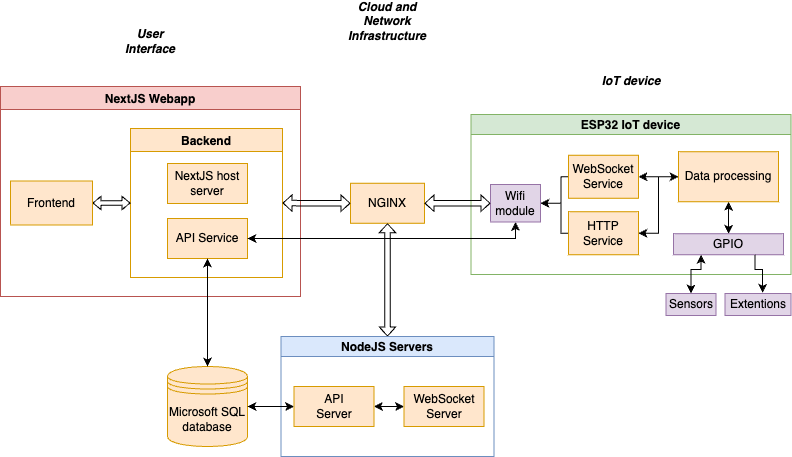 Cloud and
Network
Infrastructure
User
Interface
IoT device
NextJS Webapp
ESP32 IoT device
Backend
NextJS host
server
Frontend
API Service
NGINX
Wifi
module
WebSocket
Service
HTTP
Service
Data processing
GPIO
Sensors
Extentions
NodeJS Servers
Microsoft SQL
database
API
Server
WebSocket
Server